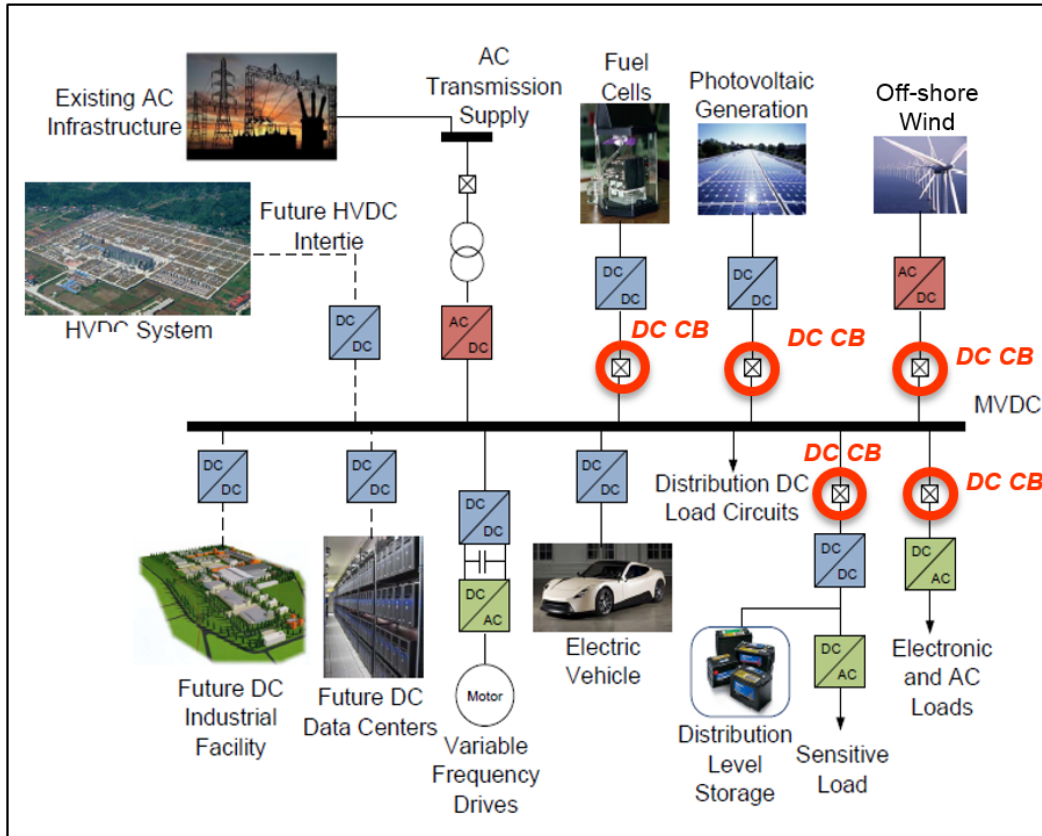 Existing AC
Infrastructure
AC
Transmission
Supply
Fuel
Cells
Photovoltaic
Generation
Off-shore
Wind
Future HVDC
Intertie
HVDC System
DC
DC
AC
DC
DC
DC
DC
DC
AC
DC
DC CB
DC CB
DC CB
MVDC
DC
DC
DC
DC
DC
DC
DC
DC
Distribution DC
Load Circuits
DC CB
DC CB
DC
AC
DC
DC
DC
AC
DC
AC
Future DC
Industrial
Facility
Future DC
Data Centers
Motor
Variable
Frequency
Drives
Electric
Vehicle
Distribution
Level
Storage
Sensitive
Load
Electronic
and AC
Loads